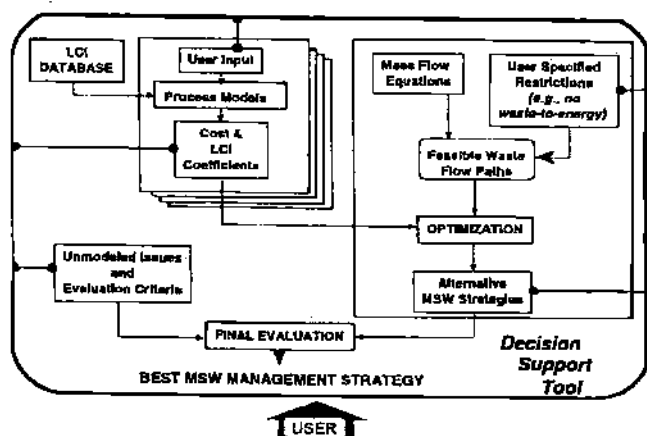 LCI
DATABASE
User Input
Process Models
Cost &
LCI
Coefficients
Mass Flow
Equations
User Specified
Restrictions
(e.g., no
waste-to-energy)
Feasible Waste
Flow Paths
OPTIMIZATION
Alternative
MSW Strategies
Unmodeled Issues
and
Evaluation Criteria
FINAL EVALUATION
BEST MSW MANAGEMENT STRATEGY
Decision
Support
Tool
USER